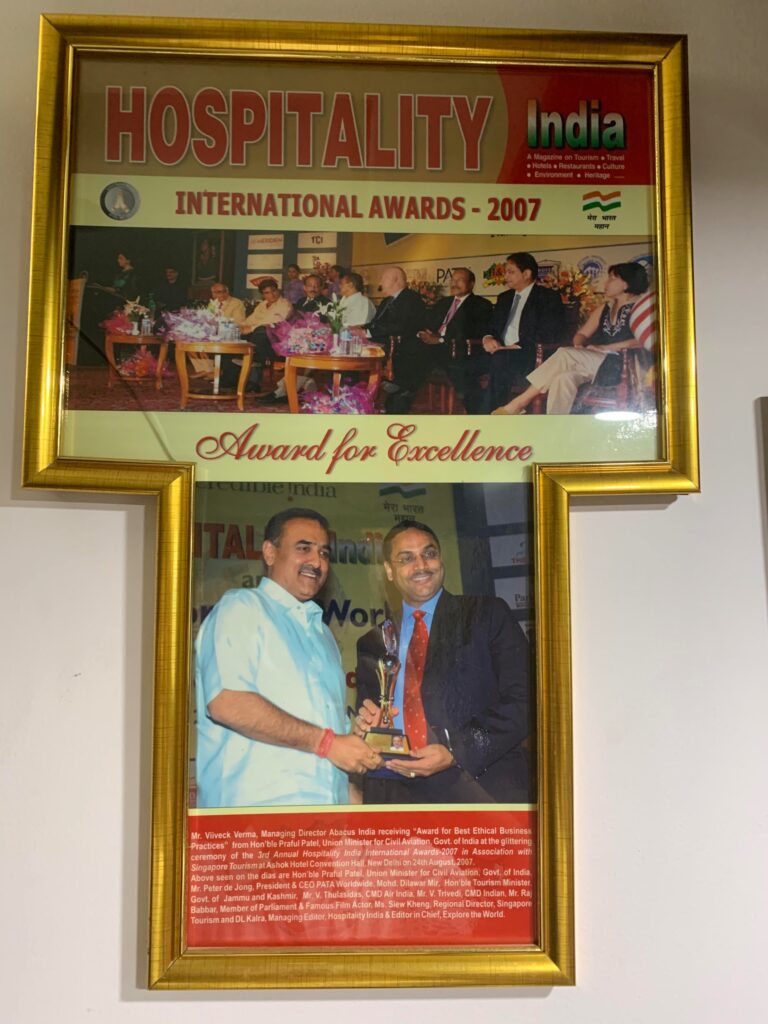 HOSPITALITY
India
A Magazine on Tourism • Travel
• Hotels • Restaurants • Culture
• Environment • Heritage
INTERNATIONAL AWARDS - 2007
मेरा भारत
महान
MERIDIEN
TCI
PATA
Award for Excellence
credible India
मेरा भारत
महान
ITALITY India
Mr. Viiveck Verma, Managing Director Abacus India receiving "Award for Best Ethical Business
Practices" from Hon'ble Praful Patel, Union Minister for Civil Aviation, Govt. of India at the glittering
ceremony of the 3rd Annual Hospitality India International Awards-2007 in Association with
Singapore Tourism at Ashok Hotel Convention Hall, New Delhi on 24th August, 2007.
Above seen on the dias are Hon'ble Praful Patel, Union Minister for Civil Aviation, Govt. of India,
Mr. Peter de Jong, President & CEO PATA Worldwide, Mohd. Dilawar Mir, Hon'ble Tourism Minister,
Govt. of Jammu and Kashmir, Mr. V. Thulasidas, CMD Air India, Mr. V. Trivedi, CMD Indian, Mr. Raj
Babbar, Member of Parliament & Famous Film Actor, Ms. Siew Kheng, Regional Director, Singapore
Tourism and DL Kalra, Managing Editor, Hospitality India & Editor in Chief, Explore the World.